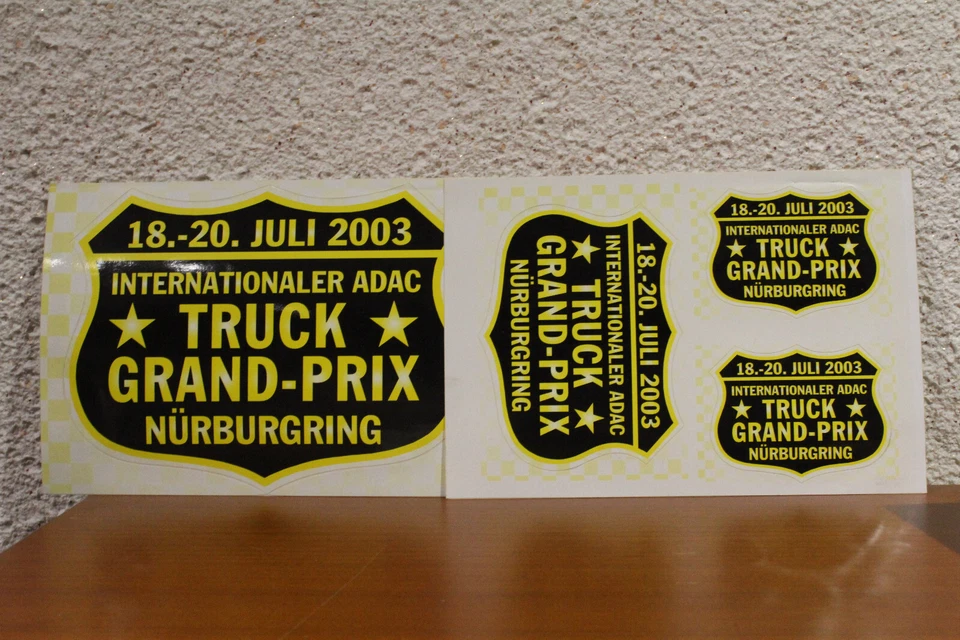 18.-20. JULI 2003
INTERNATIONALER ADAC
TRUCK
GRAND-PRIX
NÜRBURGRING
18.-20. JULI 2003
INTERNATIONALER ADAC
TRUCK
GRAND-PRIX
NÜRBURGRING
18.-20. JULI 2003
INTERNATIONALER ADAC
TRUCK
GRAND-PRIX
NÜRBURGRING
18.-20. JULI 2003
INTERNATIONALER ADAC
TRUCK
GRAND-PRIX
NÜRBURGRING